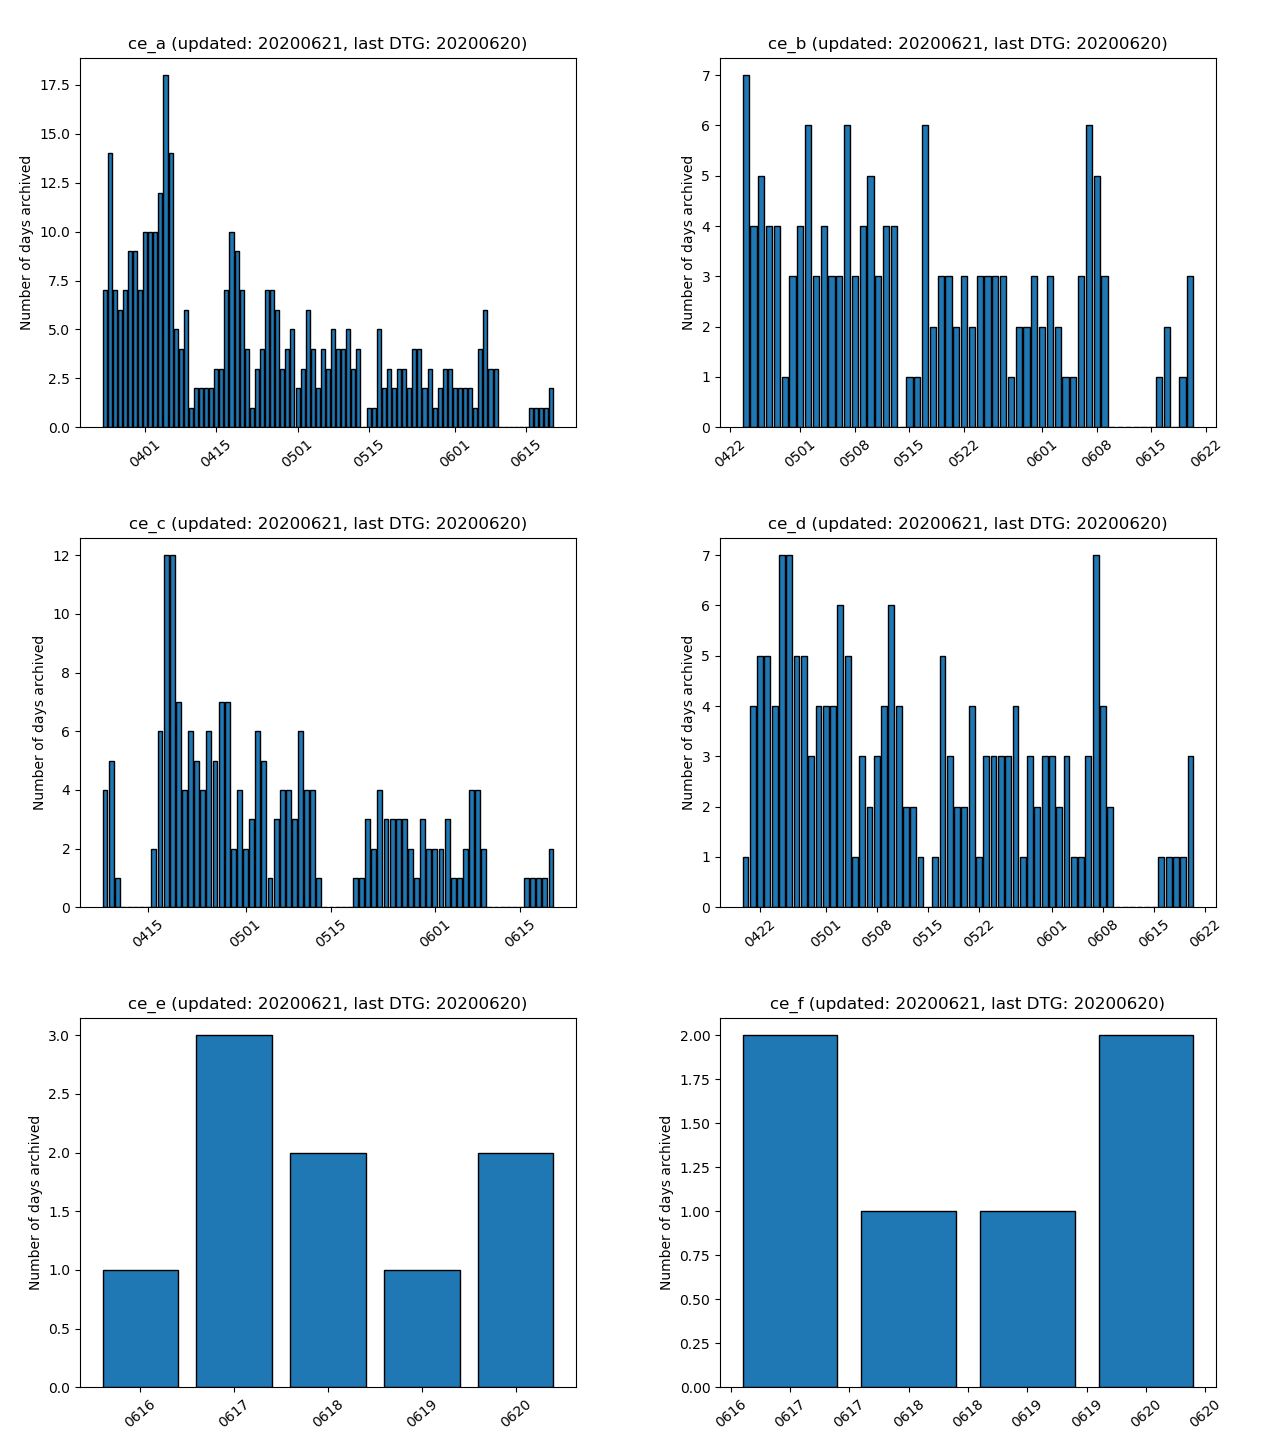 ce_a (updated: 20200621, last DTG: 20200620)
Number of days archived
17.5
15.0
12.5
10.0
7.5
5.0
2.5
0.0
0401 0415 0501 0515 0601 0615
ce_b (updated: 20200621, last DTG: 20200620)
Number of days archived
7
6
5
4
3
2
1
0
0422 0501 0508 0515 0522 0601 0608 0615 0622
ce_c (updated: 20200621, last DTG: 20200620)
Number of days archived
12
10
8
6
4
2
0
0415 0501 0515 0601 0615
ce_d (updated: 20200621, last DTG: 20200620)
Number of days archived
7
6
5
4
3
2
1
0
0422 0501 0508 0515 0522 0601 0608 0615 0622
ce_e (updated: 20200621, last DTG: 20200620)
Number of days archived
3.0
2.5
2.0
1.5
1.0
0.5
0.0
0616 0617 0618 0619 0620
ce_f (updated: 20200621, last DTG: 20200620)
Number of days archived
2.00
1.75
1.50
1.25
1.00
0.75
0.50
0.25
0.00
0616 0617 0617 0618 0618 0619 0619 0620 0620